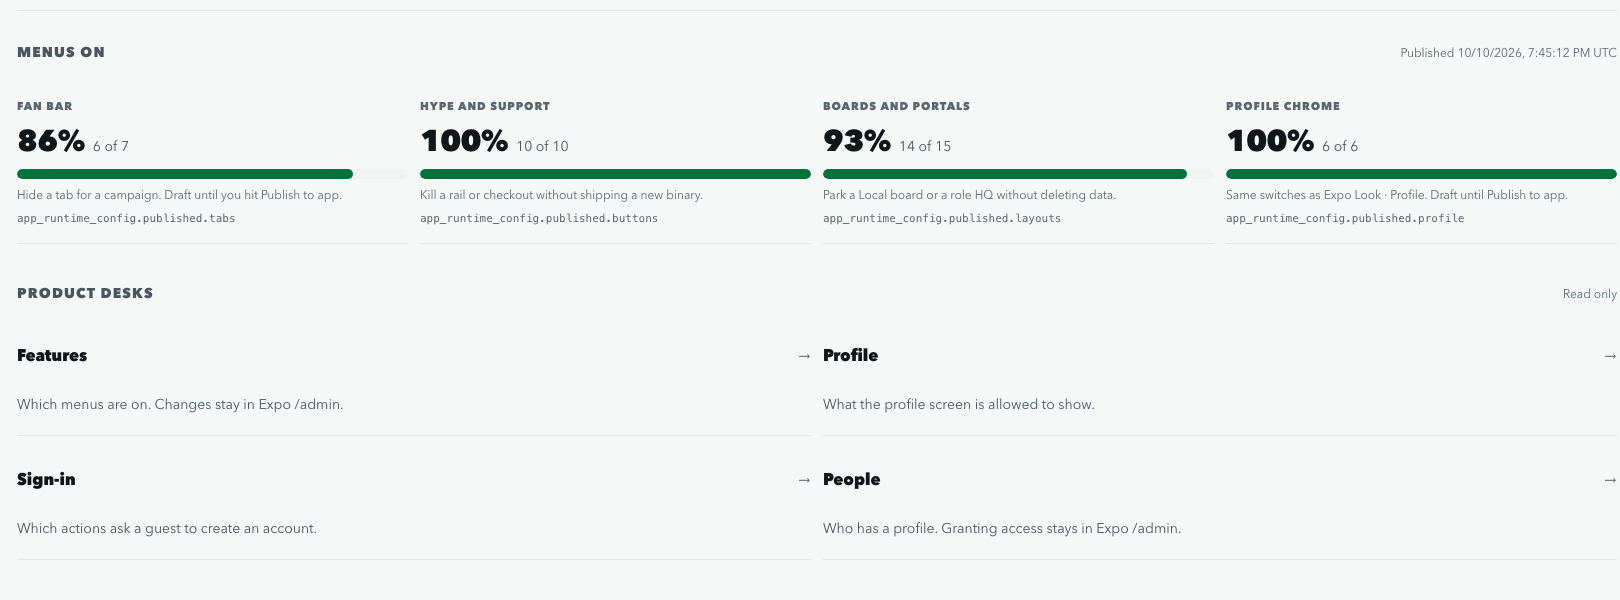 MENUS ON
Published 10/10/2026, 7:45:12 PM UTC
FAN BAR
86% 6 of 7
Hide a tab for a campaign. Draft until you hit Publish to app.
app_runtime_config.published.tabs
HYPE AND SUPPORT
100% 10 of 10
Kill a rail or checkout without shipping a new binary.
app_runtime_config.published.buttons
BOARDS AND PORTALS
93% 14 of 15
Park a Local board or a role HQ without deleting data.
app_runtime_config.published.layouts
PROFILE CHROME
100% 6 of 6
Same switches as Expo Look · Profile. Draft until Publish to app.
app_runtime_config.published.profile
PRODUCT DESKS
Read only
Features →
Which menus are on. Changes stay in Expo /admin.
Profile →
What the profile screen is allowed to show.
Sign-in →
Which actions ask a guest to create an account.
People →
Who has a profile. Granting access stays in Expo /admin.